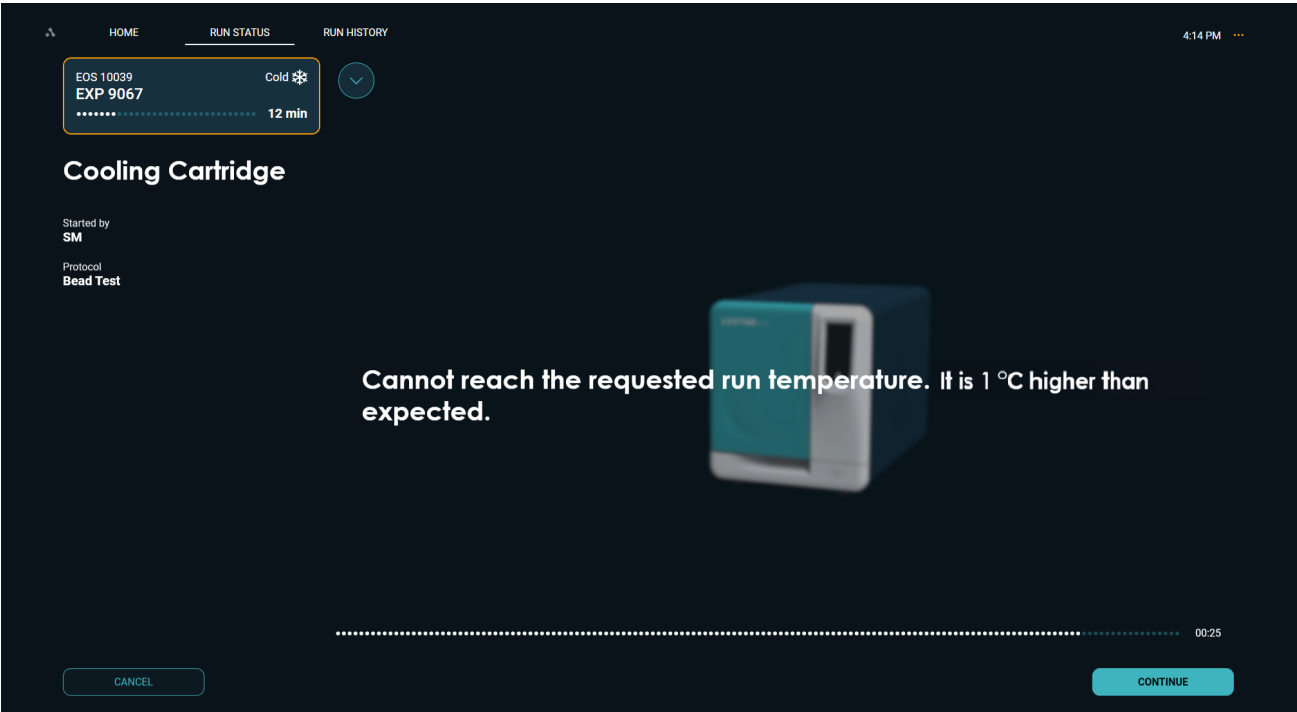 HOME RUN STATUS RUN HISTORY 4:14 PM
EOS 10039 Cold
EXP 9067
12 min
Cooling Cartridge
Started by
SM
Protocol
Bead Test
Cannot reach the requested run temperature. It is 1 °C higher than
expected.
00:25
CANCEL CONTINUE